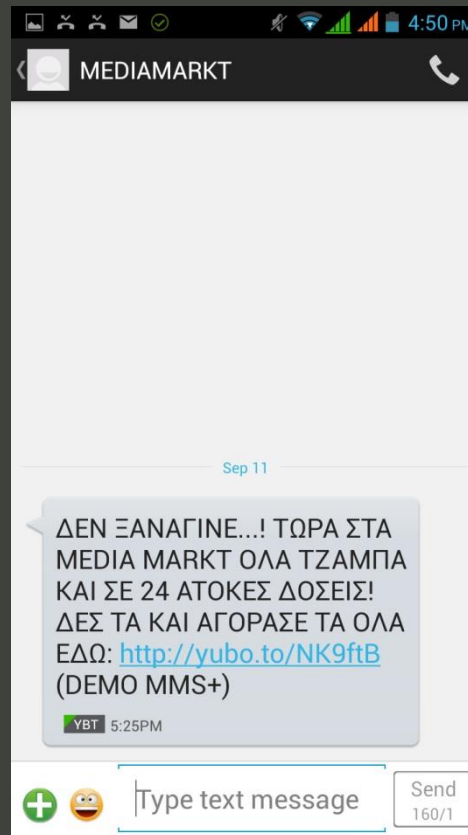 4:50 PM
MEDIAMARKT
Sep 11
ΔΕΝ ΞΑΝΑΓΙΝΕ...! ΤΩΡΑ ΣΤΑ
MEDIA MARKT ΟΛΑ ΤΖΑΜΠΑ
ΚΑΙ ΣΕ 24 ΑΤΟΚΕΣ ΔΟΣΕΙΣ!
ΔΕΣ ΤΑ ΚΑΙ ΑΓΟΡΑΣΕ ΤΑ ΟΛΑ
ΕΔΩ: http://yubo.to/NK9ftB
(DEMO MMS+)
YBT 5:25PM
Type text message
Send
160/1